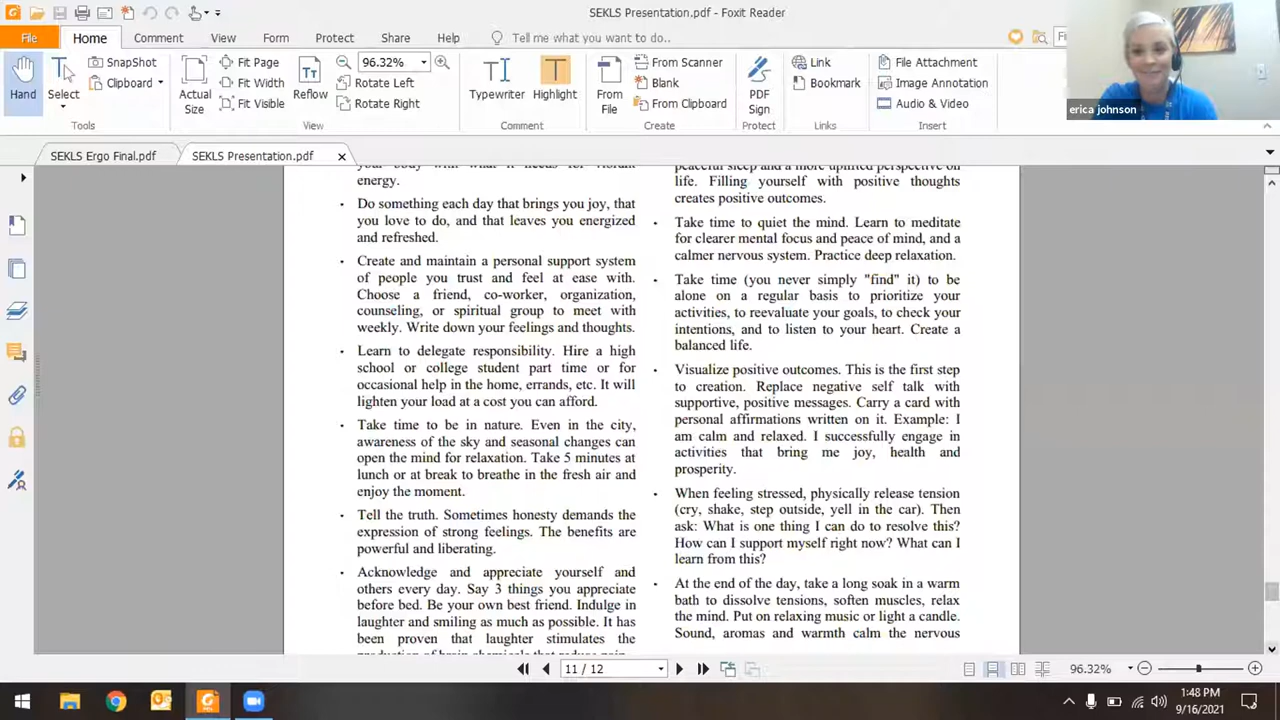 SEKLS Presentation.pdf - Foxit Reader
File
Home
Comment
View
Form
Protect
Share
Help
Tell me what you want to do..
Hand
Select
SnapShot
Clipboard
Tools
Actual
Size
Fit Page
Fit Width
Fit Visible
Reflow
96.32%
Rotate Left
Rotate Right
View
Typewriter
Highlight
Comment
From
File
From Scanner
Blank
From Clipboard
Create
PDF
Sign
Protect
Link
Bookmark
Links
File Attachment
Image Annotation
Audio & Video
Insert
erica johnson
SEKLS Ergo Final.pdf
SEKLS Presentation.pdf
your body with what it needs for vibrant
energy.
Do something each day that brings you joy, that
you love to do, and that leaves you energized
and refreshed.
Create and maintain a personal support system
of people you trust and feel at ease with.
Choose a friend, co-worker, organization,
counseling, or spiritual group to meet with
weekly. Write down your feelings and thoughts.
Learn to delegate responsibility. Hire a high
school or college student part time or for
occasional help in the home, errands, etc. It will
lighten your load at a cost you can afford.
Take time to be in nature. Even in the city,
awareness of the sky and seasonal changes can
open the mind for relaxation. Take 5 minutes at
lunch or at break to breathe in the fresh air and
enjoy the moment.
Tell the truth. Sometimes honesty demands the
expression of strong feelings. The benefits are
powerful and liberating.
Acknowledge and appreciate yourself and
others every day. Say 3 things you appreciate
before bed. Be your own best friend. Indulge in
laughter and smiling as much as possible. It has
been proven that laughter stimulates the
production of brain chemicals that reduce pain
peaceful sleep and a more uplifted perspective on
life. Filling yourself with positive thoughts
creates positive outcomes.
Take time to quiet the mind. Learn to meditate
for clearer mental focus and peace of mind, and a
calmer nervous system. Practice deep relaxation.
Take time (you never simply "find" it) to be
alone on a regular basis to prioritize your
activities, to reevaluate your goals, to check your
intentions, and to listen to your heart. Create a
balanced life.
Visualize positive outcomes. This is the first step
to creation. Replace negative self talk with
supportive, positive messages. Carry a card with
personal affirmations written on it. Example: I
am calm and relaxed. I successfully engage in
activities that bring me joy, health and
prosperity.
When feeling stressed, physically release tension
(cry, shake, step outside, yell in the car). Then
ask: What is one thing I can do to resolve this?
How can I support myself right now? What can I
learn from this?
At the end of the day, take a long soak in a warm
bath to dissolve tensions, soften muscles, relax
the mind. Put on relaxing music or light a candle.
Sound, aromas and warmth calm the nervous
11 / 12
96.32%
1:48 PM
9/16/2021